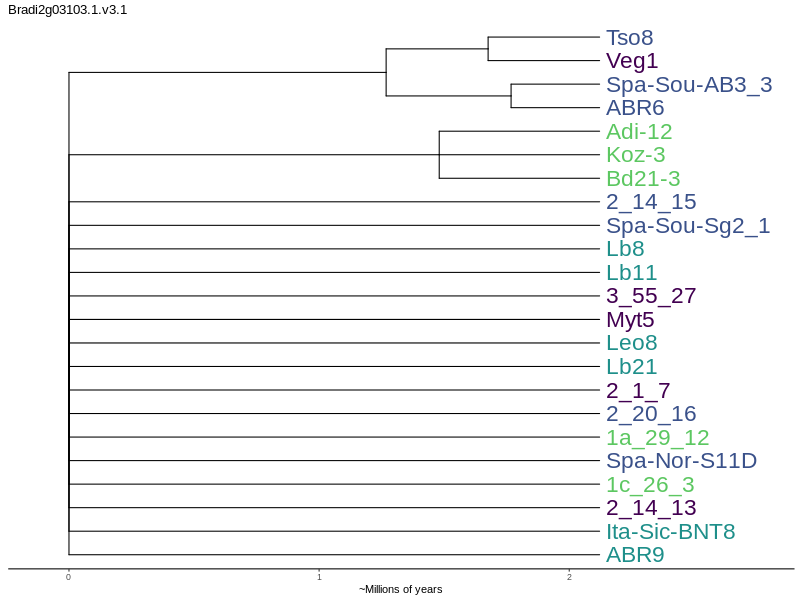 Bradi2g03103.1.v3.1
Tso8
Veg1
Spa-Sou-AB3_3
ABR6
Adi-12
Koz-3
Bd21-3
2_14_15
Spa-Sou-Sg2_1
Lb8
Lb11
3_55_27
Myt5
Leo8
Lb21
2_1_7
2_20_16
1a_29_12
Spa-Nor-S11D
1c_26_3
2_14_13
Ita-Sic-BNT8
ABR9
0 1 2
~Millions of years